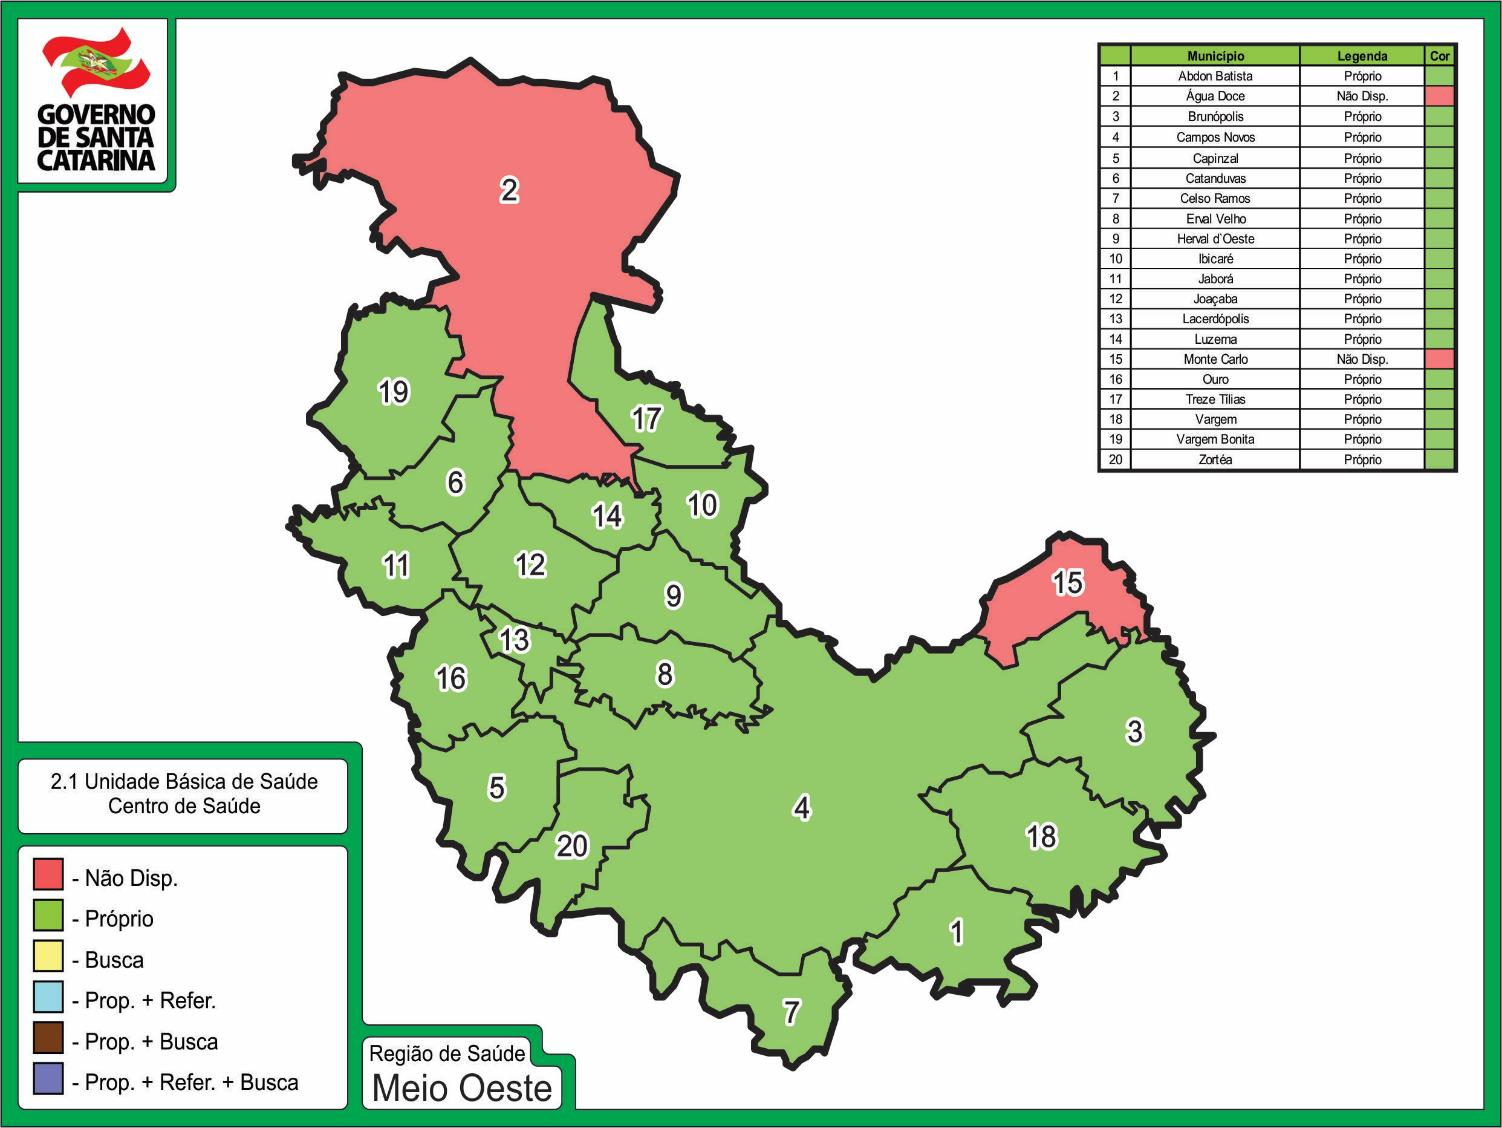 GOVERNO
DE SANTA
CATARINA
Município Legenda Cor
1 Abdon Batista Próprio
2 Água Doce Não Disp.
3 Brunópolis Próprio
4 Campos Novos Próprio
5 Capinzal Próprio
6 Catanduvas Próprio
7 Celso Ramos Próprio
8 Erval Velho Próprio
9 Herval d`Oeste Próprio
10 Ibicaré Próprio
11 Jaborá Próprio
12 Joaçaba Próprio
13 Lacerdópolis Próprio
14 Luzerna Próprio
15 Monte Carlo Não Disp.
16 Ouro Próprio
17 Treze Tílias Próprio
18 Vargem Próprio
19 Vargem Bonita Próprio
20 Zortéa Próprio
2
19
17
6
10
14
11
12
15
9
13
16
8
3
5
4
20
18
1
7
2.1 Unidade Básica de Saúde
Centro de Saúde
- Não Disp.
- Próprio
- Busca
- Prop. + Refer.
- Prop. + Busca
- Prop. + Refer. + Busca
Região de Saúde
Meio Oeste